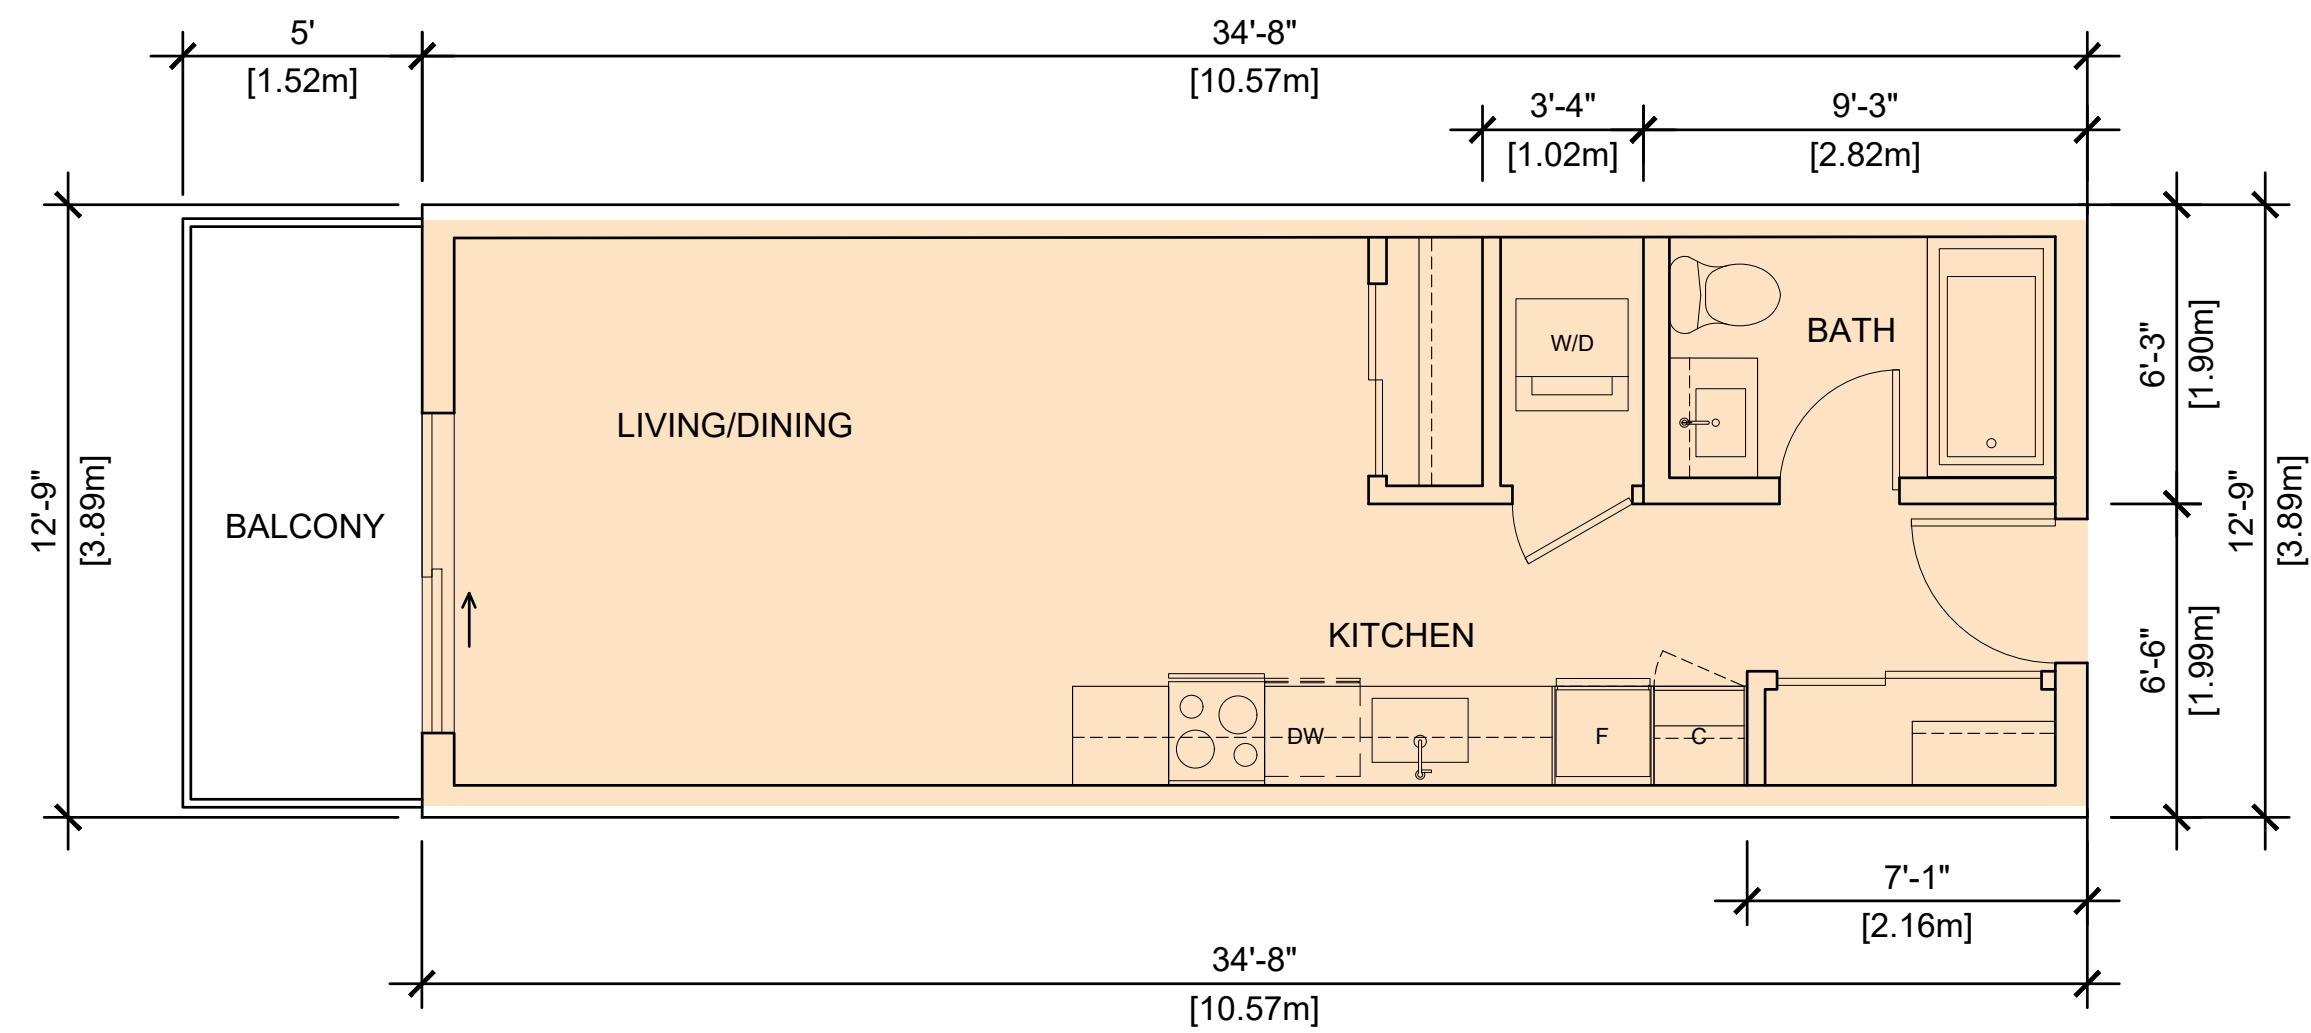 5'
[1.52m]
34'-8"
[10.57m]
3'-4"
[1.02m]
9'-3"
[2.82m]
12'-9"
[3.89m]
BALCONY
LIVING/DINING
W/D
BATH
KITCHEN
DW
F
C
6'-3"
[1.90m]
6'-6"
[1.99m]
12'-9"
[3.89m]
7'-1"
[2.16m]
34'-8"
[10.57m]